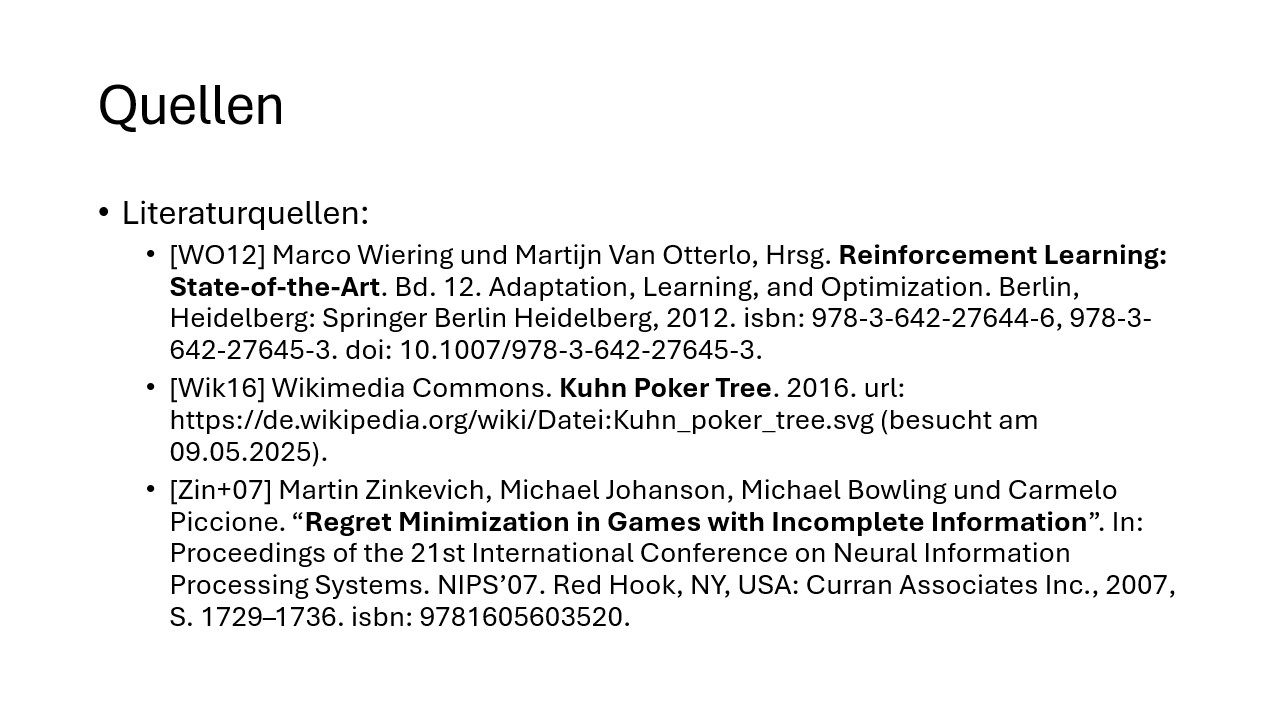 Quellen
• Literaturquellen:
• [WO12] Marco Wiering und Martijn Van Otterlo, Hrsg. Reinforcement Learning:
State-of-the-Art. Bd. 12. Adaptation, Learning, and Optimization. Berlin,
Heidelberg: Springer Berlin Heidelberg, 2012. isbn: 978-3-642-27644-6, 978-3-
642-27645-3. doi: 10.1007/978-3-642-27645-3.
• [Wik16] Wikimedia Commons. Kuhn Poker Tree. 2016. url:
https://de.wikipedia.org/wiki/Datei:Kuhn_poker_tree.svg (besucht am
09.05.2025).
• [Zin+07] Martin Zinkevich, Michael Johanson, Michael Bowling und Carmelo
Piccione. “Regret Minimization in Games with Incomplete Information”. In:
Proceedings of the 21st International Conference on Neural Information
Processing Systems. NIPS’07. Red Hook, NY, USA: Curran Associates Inc., 2007,
S. 1729–1736. isbn: 9781605603520.